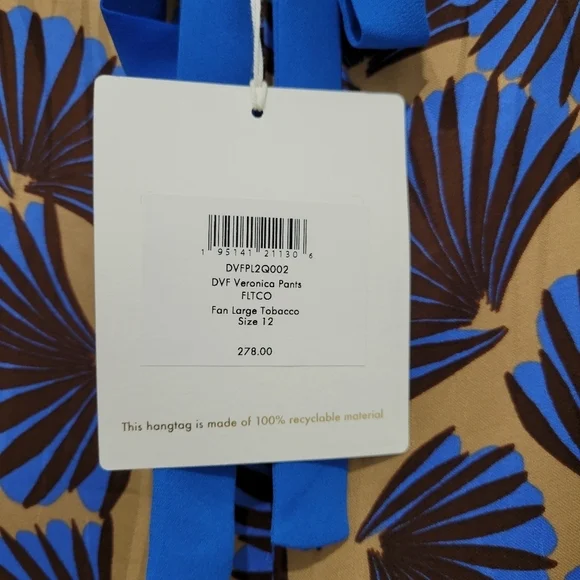 1 95141 21130 6
DVFPL2Q002
DVF Veronica Pants
FLTCO
Fan Large Tobacco
Size 12
278.00
This hangtag is made of 100% recyclable material